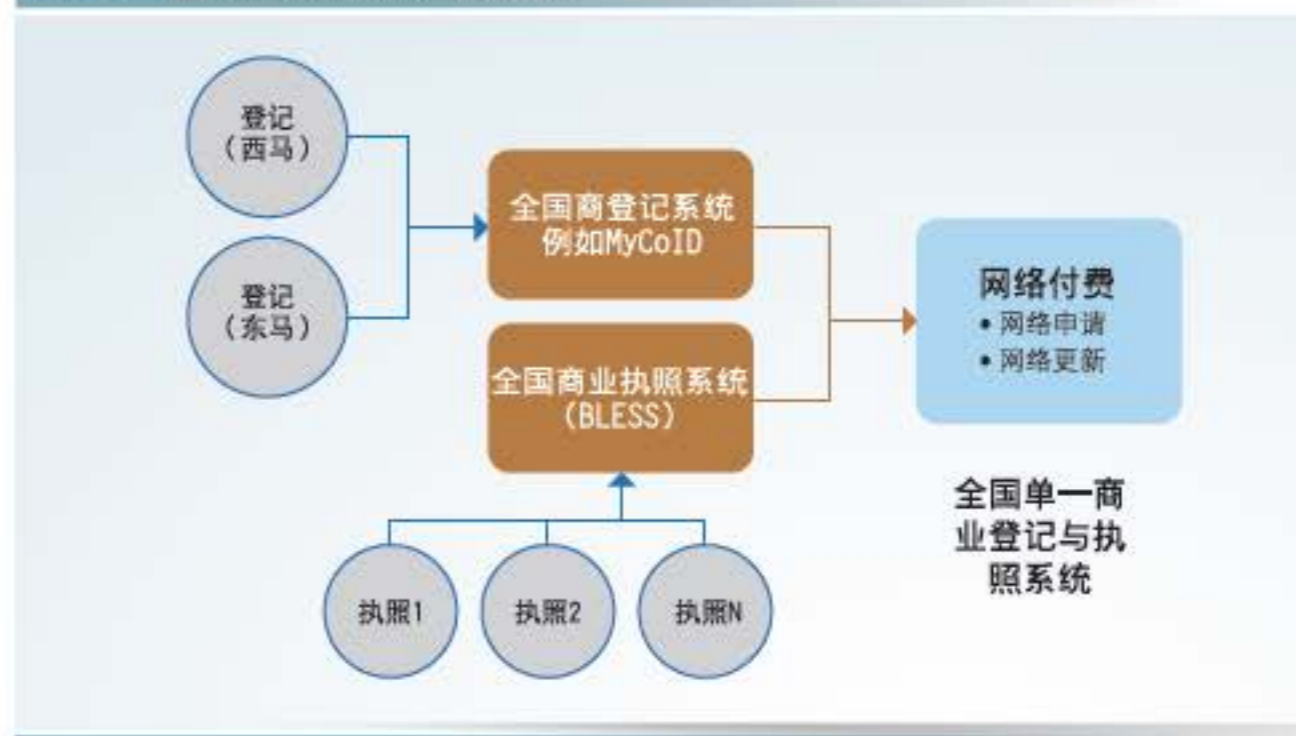 登记
（西马）
登记
（东马）
全国商登记系统
例如MyCoID
全国商业执照系统
(BLESS)
网络付费
• 网络申请
• 网络更新
全国单一商
业登记与执
照系统
执照1
执照2
执照N